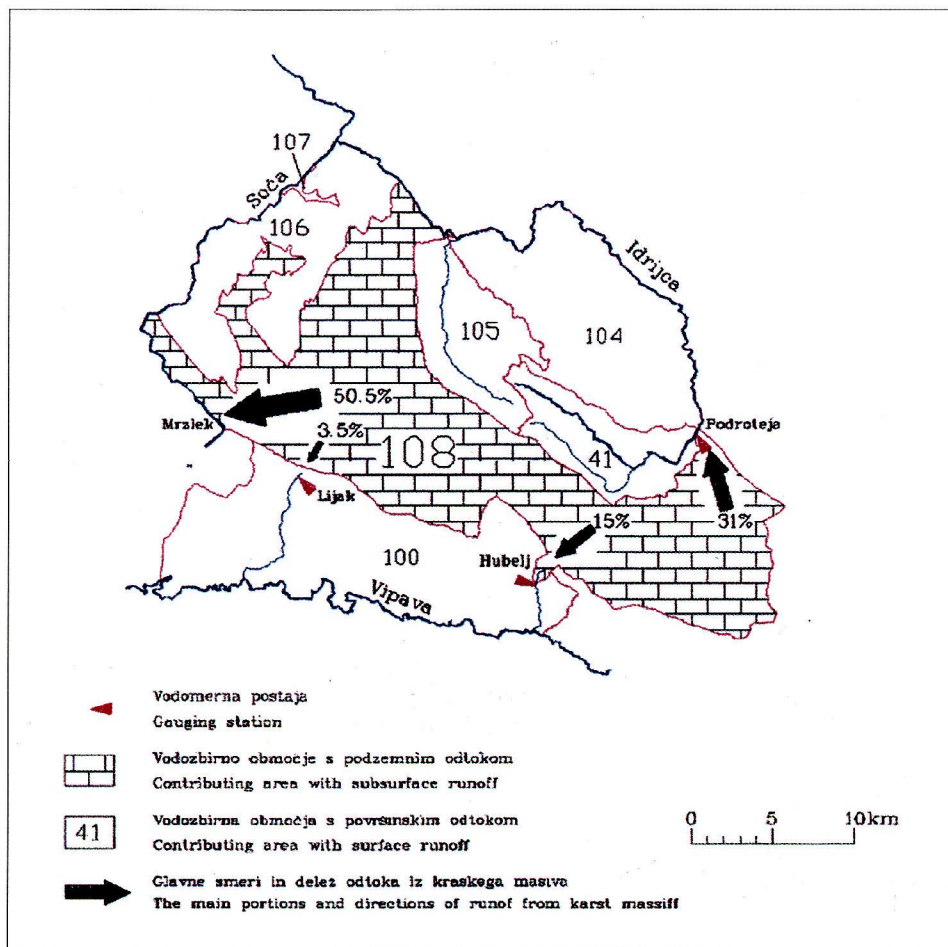 107
Soča
106
Idrijca
105
104
50.5%
Mrzlek
3.5%
108
Podroteja
41
Lijak
15%
31%
Hubelj
100
Vipava
Vodomerna postaja
Gauging station
Vodozbirno območje s podzemnim odtokom
Contributing area with subsurface runoff
41
Vodozbirna območja s površinskim odtokom
Contributing area with surface runoff
0 5 10km
Glavne smeri in delež odtoka iz kraskega masiva
The main portions and directions of runof from karst massiff